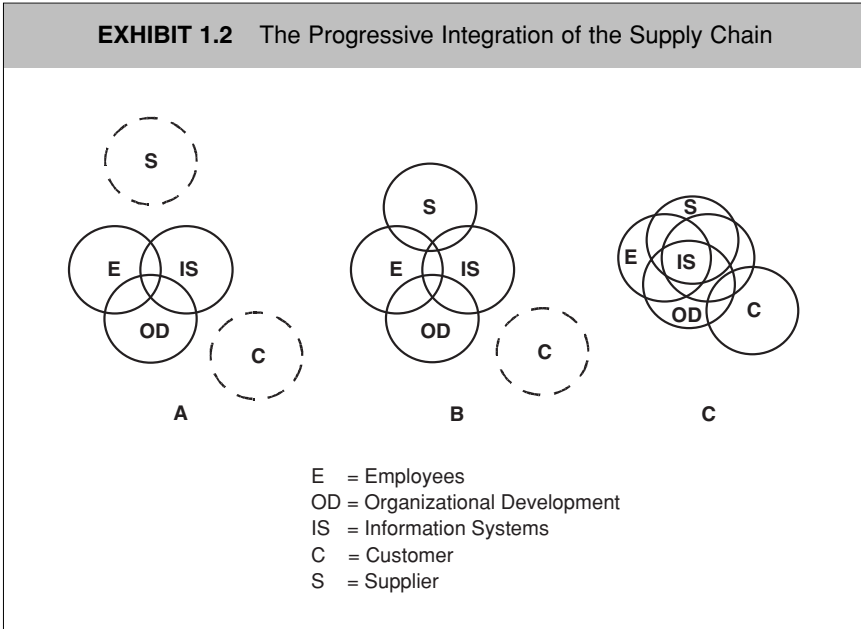 EXHIBIT 1.2 The Progressive Integration of the Supply Chain
S
E IS
OD
C
A
S
E IS
OD
C
B
S
E
IS
OD
C
C
E = Employees
OD = Organizational Development
IS = Information Systems
C = Customer
S = Supplier